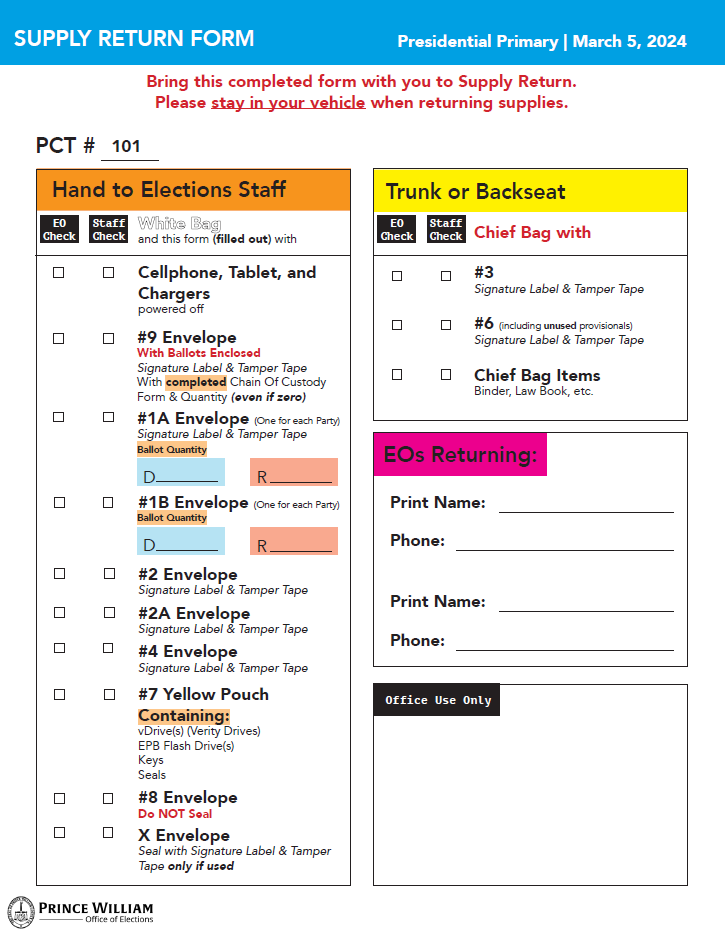 SUPPLY RETURN FORM
Presidential Primary | March 5, 2024
Bring this completed form with you to Supply Return.
Please stay in your vehicle when returning supplies.
PCT # 101
Hand to Elections Staff
EO Check
Staff Check
White Bag
and this form (filled out) with
Cellphone, Tablet, and
Chargers
powered off
#9 Envelope
With Ballots Enclosed
Signature Label & Tamper Tape
With completed Chain Of Custody
Form & Quantity (even if zero)
#1A Envelope (One for each Party)
Signature Label & Tamper Tape
Ballot Quantity
D________ R________
#1B Envelope (One for each Party)
Ballot Quantity
D________ R________
#2 Envelope
Signature Label & Tamper Tape
#2A Envelope
Signature Label & Tamper Tape
#4 Envelope
Signature Label & Tamper Tape
#7 Yellow Pouch
Containing:
vDrive(s) (Verity Drives)
EPB Flash Drive(s)
Keys
Seals
#8 Envelope
Do NOT Seal
X Envelope
Seal with Signature Label & Tamper
Tape only if used
Trunk or Backseat
EO Check
Staff Check
Chief Bag with
#3
Signature Label & Tamper Tape
#6 (including unused provisionals)
Signature Label & Tamper Tape
Chief Bag Items
Binder, Law Book, etc.
EOs Returning:
Print Name:
Phone:
Print Name:
Phone:
Office Use Only
PRINCE WILLIAM
Office of Elections